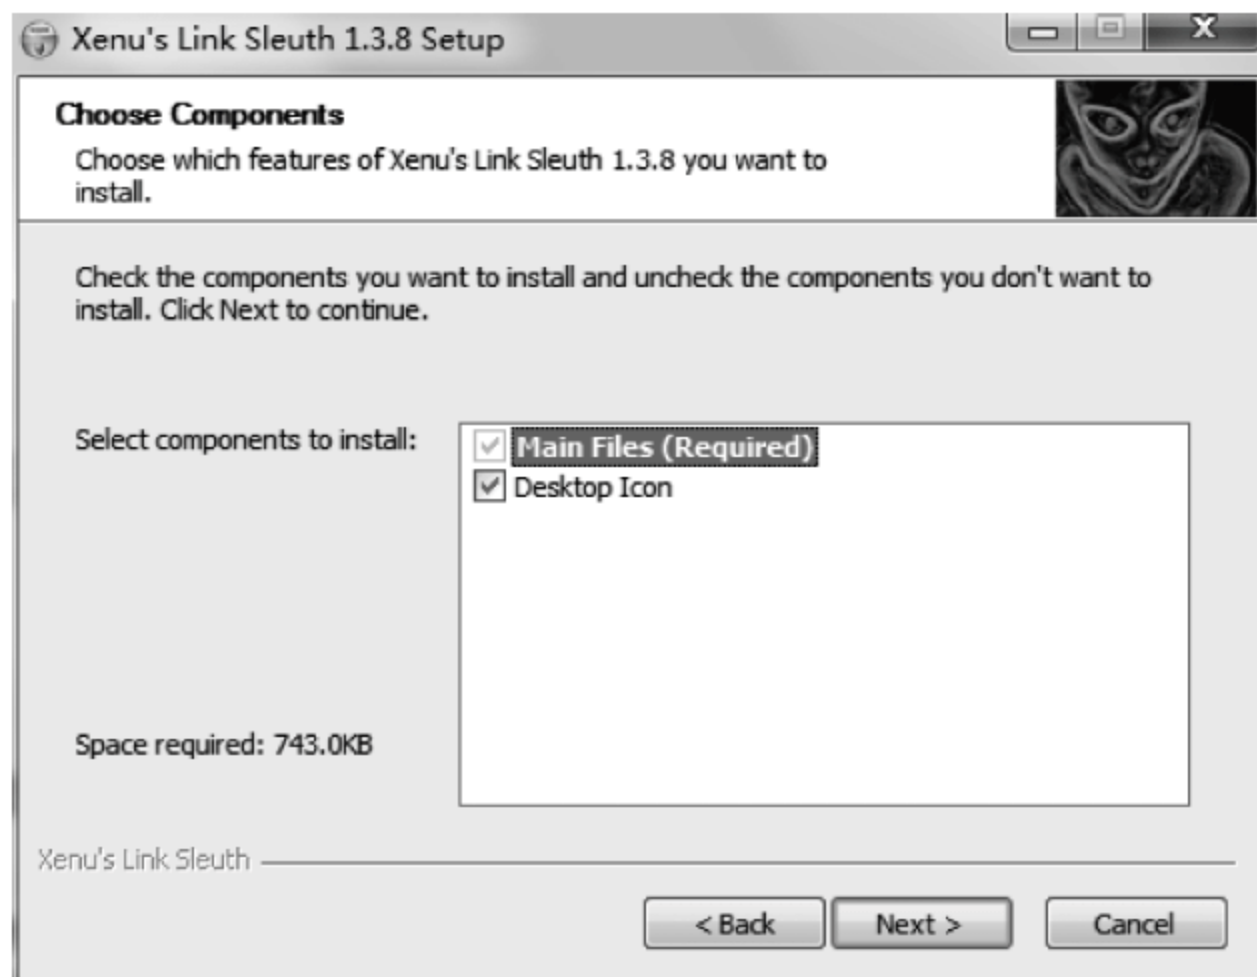 Xenu's Link Sleuth 1.3.8 Setup
Choose Components
Choose which features of Xenu's Link Sleuth 1.3.8 you want to
install.
Check the components you want to install and uncheck the components you don't want to
install. Click Next to continue.
Select components to install:
Main Files (Required)
Desktop Icon
Space required: 743.0KB
Xenu's Link Sleuth
< Back
Next >
Cancel